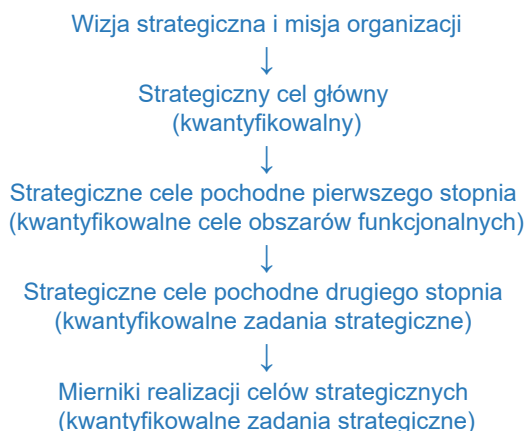 Wizja strategiczna i misja organizacji
↓
Strategiczny cel główny
(kwantyfikowalny)
↓
Strategiczne cele pochodne pierwszego stopnia
(kwantyfikowalne cele obszarów funkcjonalnych)
↓
Strategiczne cele pochodne drugiego stopnia
(kwantyfikowalne zadania strategiczne)
↓
Mierniki realizacji celów strategicznych
(kwantyfikowalne zadania strategiczne)